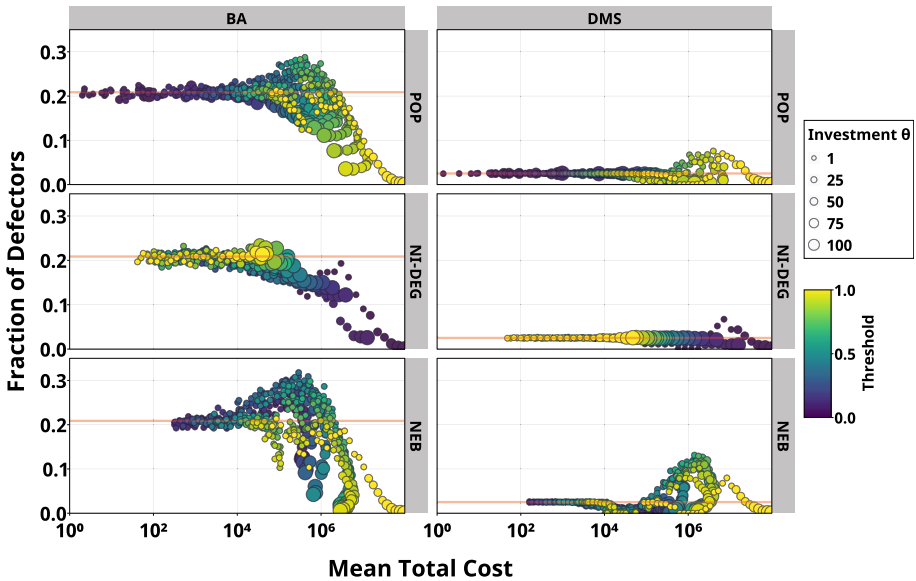 BA
DMS
0.3
0.2
0.1
0.0
POP
POP
Investment θ
1
25
50
75
100
Fraction of Defectors
0.3
0.2
0.1
0.0
NI-DEG
NI-DEG
1.0
0.5
0.0
Threshold
0.3
0.2
0.1
0.0
NEB
NEB
10⁰ 10² 10⁴ 10⁶ 10⁰ 10² 10⁴ 10⁶
Mean Total Cost